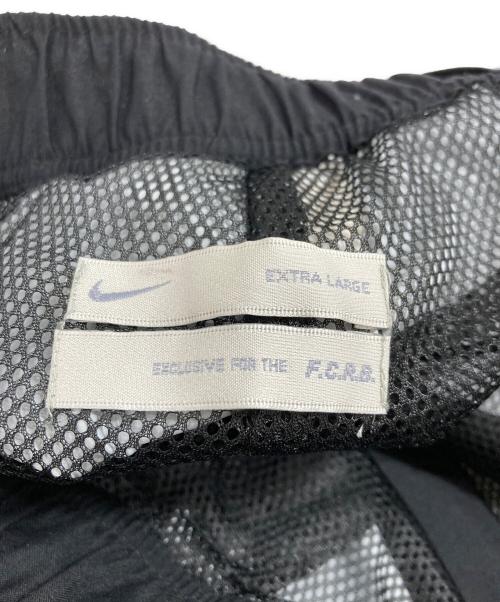 EXTRA LARGE
EXCLUSIVE FOR THE F.C.R.B.